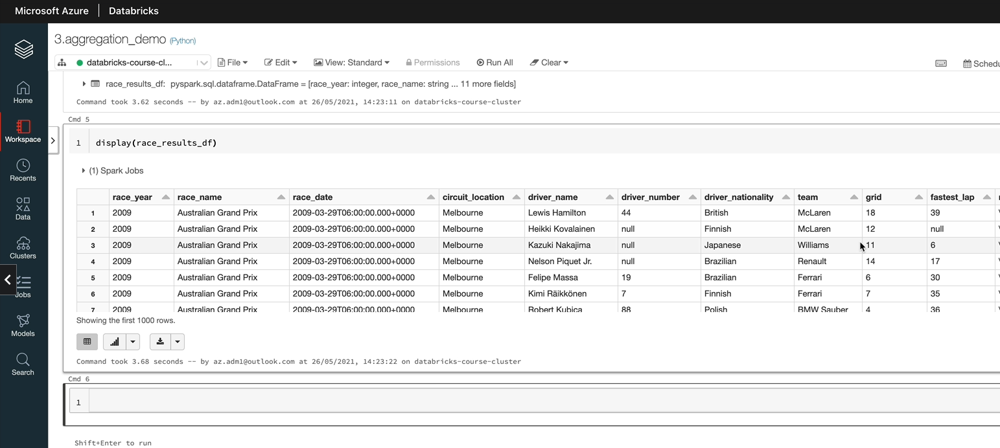 Microsoft Azure | Databricks
3.aggregation_demo (Python)
databricks-course-cl... File Edit View: Standard Permissions Run All Clear Schedu
race_results_df: pyspark.sql.dataframe.DataFrame = [race_year: integer, race_name: string ... 11 more fields]
Command took 3.62 seconds -- by az.adm1@outlook.com at 26/05/2021, 14:23:11 on databricks-course-cluster
Home
Workspace
Recents
Data
Clusters
Jobs
Models
Search
Cmd 5
1 display(race_results_df)
(1) Spark Jobs
race_year race_name race_date circuit_location driver_name driver_number driver_nationality team grid fastest_lap
1 2009 Australian Grand Prix 2009-03-29T06:00:00.000+0000 Melbourne Lewis Hamilton 44 British McLaren 18 39
2 2009 Australian Grand Prix 2009-03-29T06:00:00.000+0000 Melbourne Heikki Kovalainen null Finnish McLaren 12 null
3 2009 Australian Grand Prix 2009-03-29T06:00:00.000+0000 Melbourne Kazuki Nakajima null Japanese Williams 11 6
4 2009 Australian Grand Prix 2009-03-29T06:00:00.000+0000 Melbourne Nelson Piquet Jr. null Brazilian Renault 14 17
5 2009 Australian Grand Prix 2009-03-29T06:00:00.000+0000 Melbourne Felipe Massa 19 Brazilian Ferrari 6 30
6 2009 Australian Grand Prix 2009-03-29T06:00:00.000+0000 Melbourne Kimi Räikkönen 7 Finnish Ferrari 7 35
7 2009 Australian Grand Prix 2009-03-29T06:00:00.000+0000 Melbourne Robert Kubica 88 Polish BMW Sauber 4 36
Showing the first 1000 rows.
Command took 3.68 seconds -- by az.adm1@outlook.com at 26/05/2021, 14:23:22 on databricks-course-cluster
Cmd 6
1
Shift+Enter to run